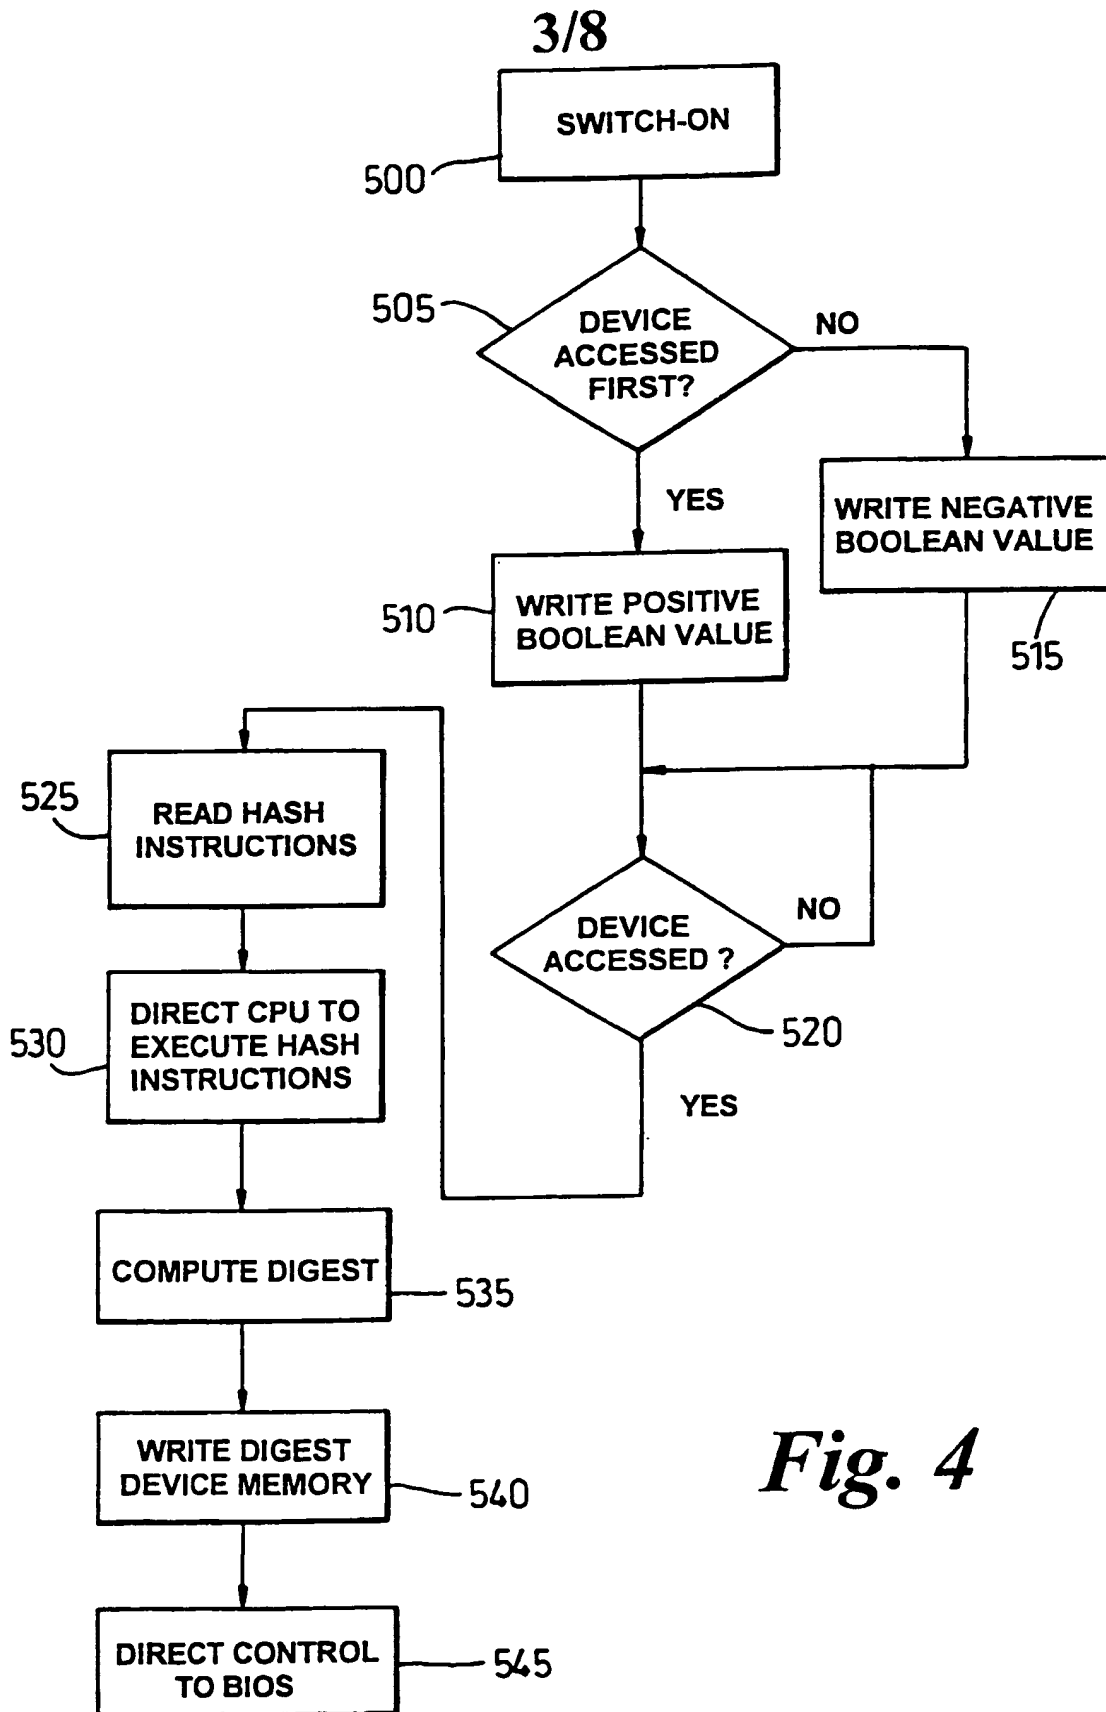 3/8
SWITCH-ON
500
505
DEVICE
ACCESSED
FIRST?
NO
YES
WRITE NEGATIVE
BOOLEAN VALUE
515
510
WRITE POSITIVE
BOOLEAN VALUE
525
READ HASH
INSTRUCTIONS
DEVICE
ACCESSED ?
NO
520
YES
530
DIRECT CPU TO
EXECUTE HASH
INSTRUCTIONS
COMPUTE DIGEST
535
WRITE DIGEST
DEVICE MEMORY
540
Fig. 4
DIRECT CONTROL
TO BIOS
545